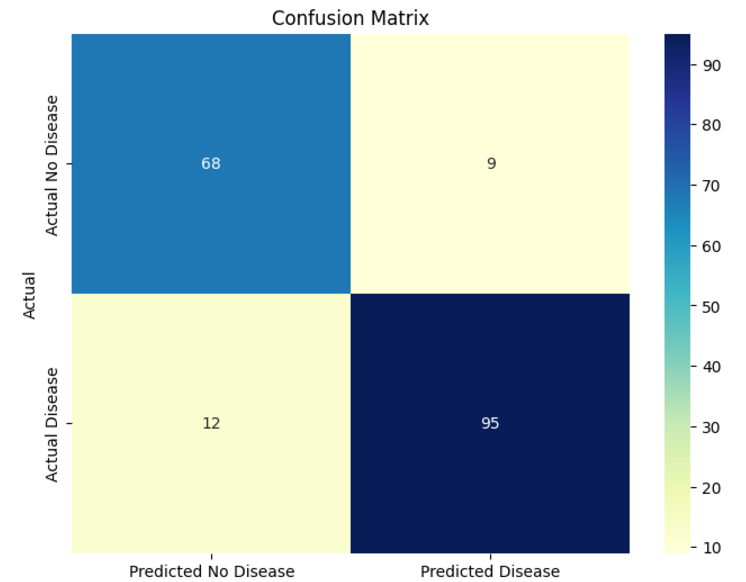 Confusion Matrix
Actual
Actual No Disease
Actual Disease
68
9
12
95
Predicted No Disease
Predicted Disease
90
80
70
60
50
40
30
20
10